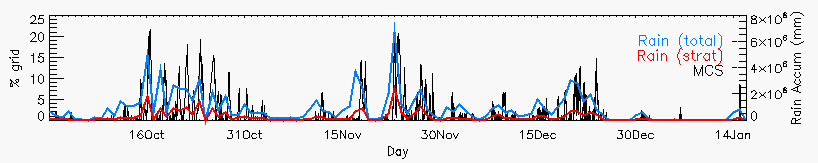 25
20
15
10
5
0
% grid
8×10⁶
6×10⁶
4×10⁶
2×10⁶
0
Rain Accum (mm)
Rain (total)
Rain (strat)
MCS
16Oct 31Oct 15Nov 30Nov 15Dec 30Dec 14Jan
Day